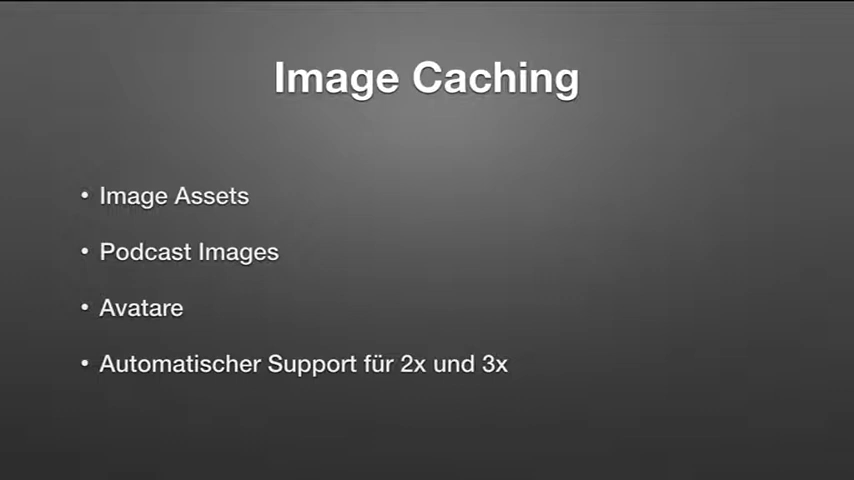 Image Caching
• Image Assets
• Podcast Images
• Avatare
• Automatischer Support für 2x und 3x